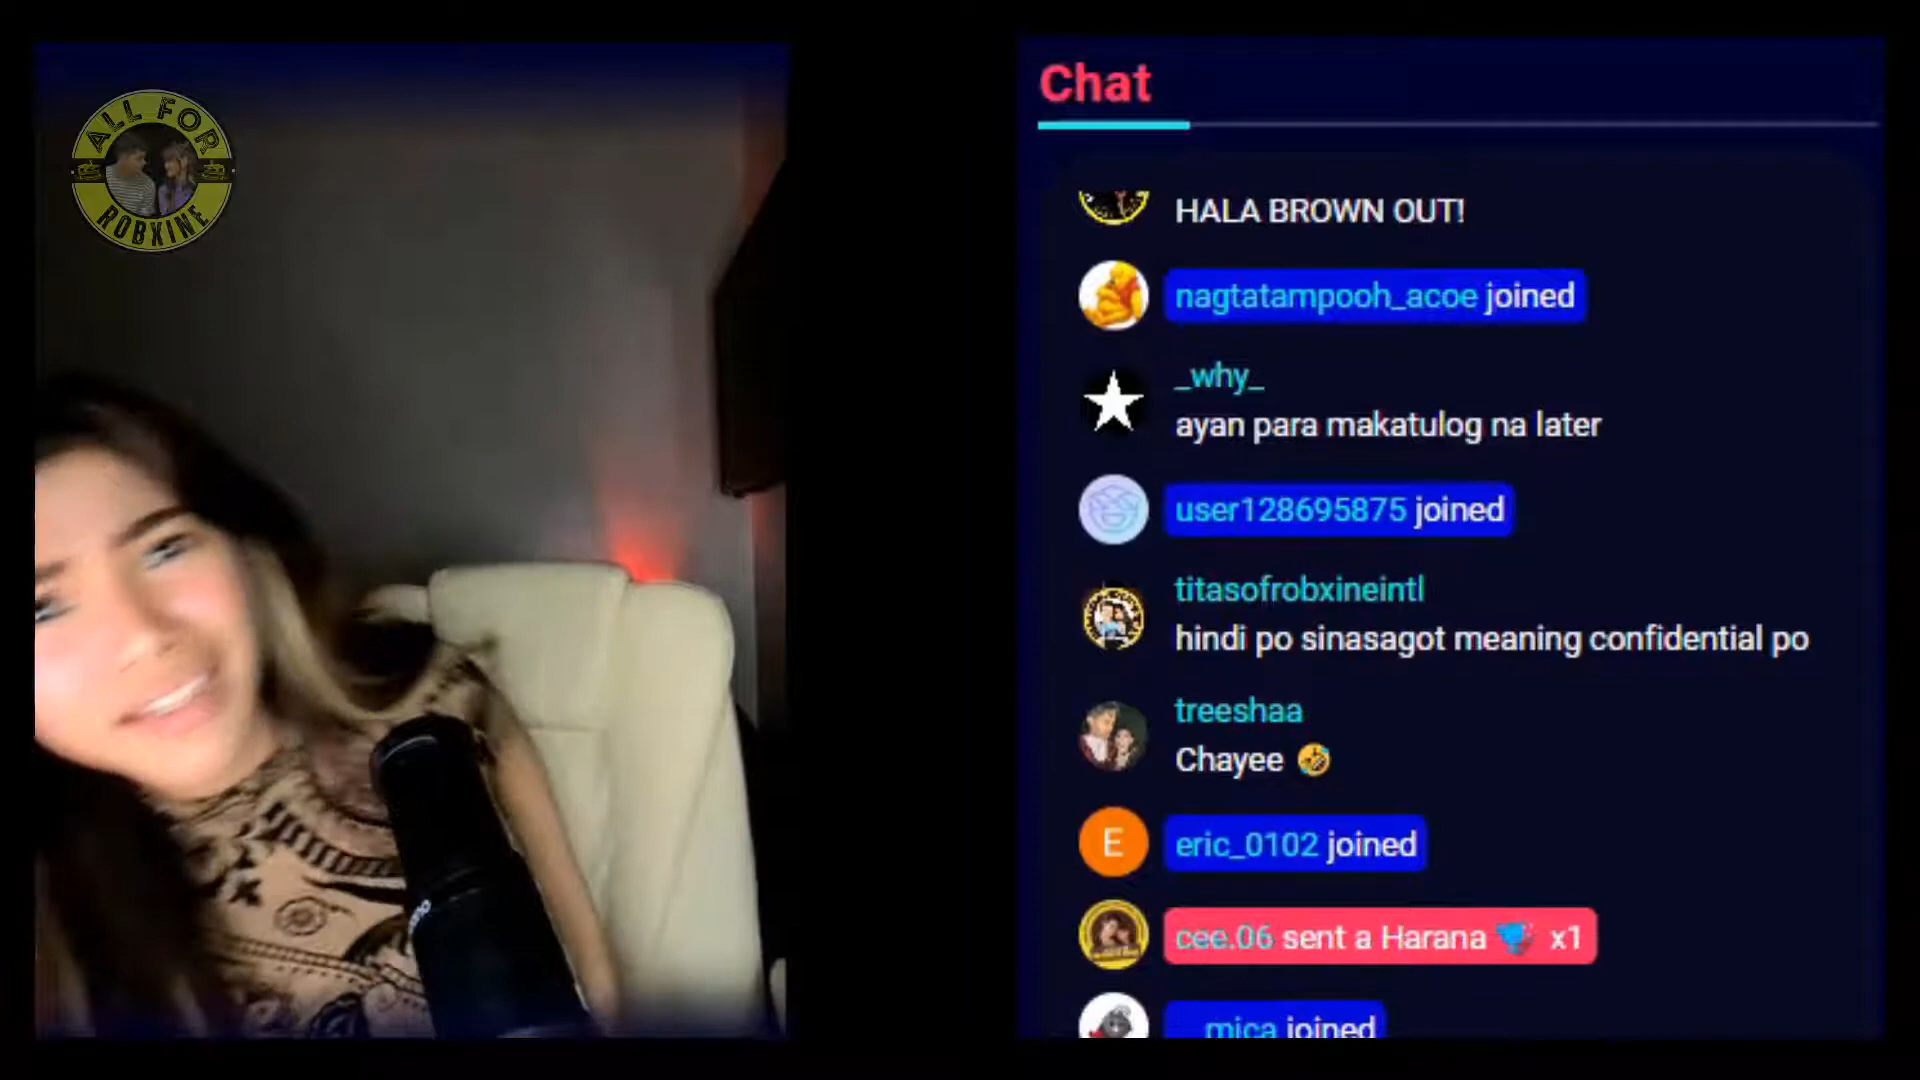 ALL FOR
ROBXINE
Chat
HALA BROWN OUT!
nagtatampooh_acoe joined
_why_
ayan para makatulog na later
user128695875 joined
titasofrobxineintl
hindi po sinasagot meaning confidential po
treeshaa
Chayee 🤣
E
eric_0102 joined
cee.06 sent a Harana x1
mica joined